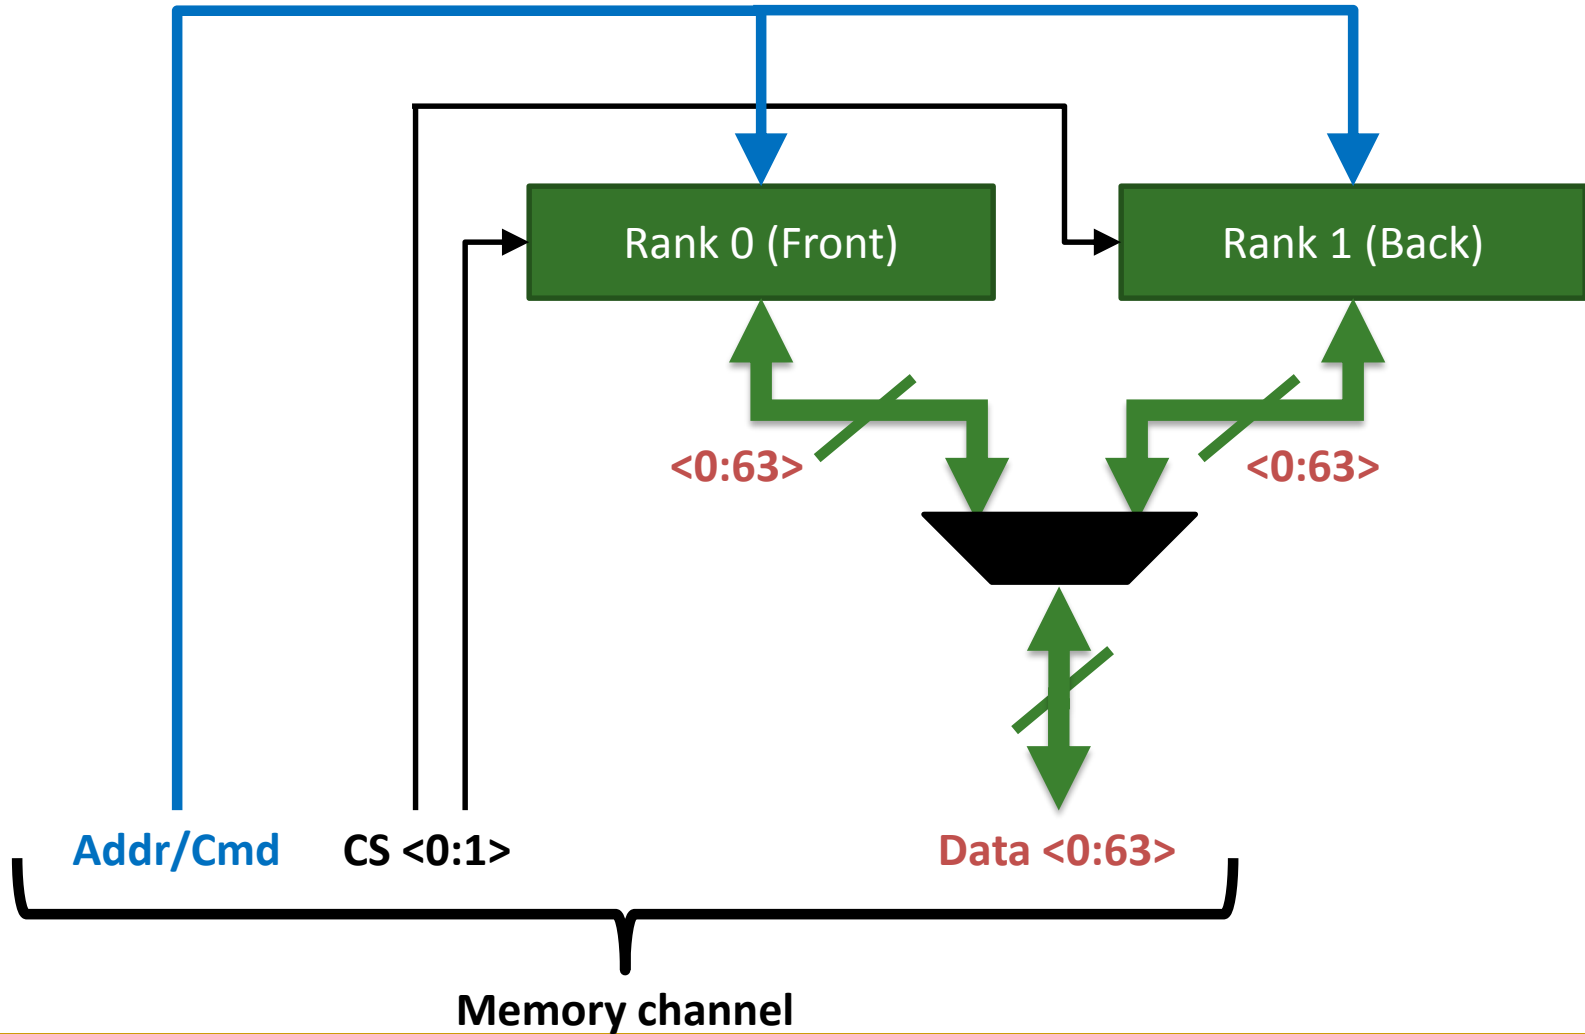 Rank 0 (Front)
Rank 1 (Back)
<0:63>
<0:63>
Addr/Cmd
CS <0:1>
Data <0:63>
Memory channel